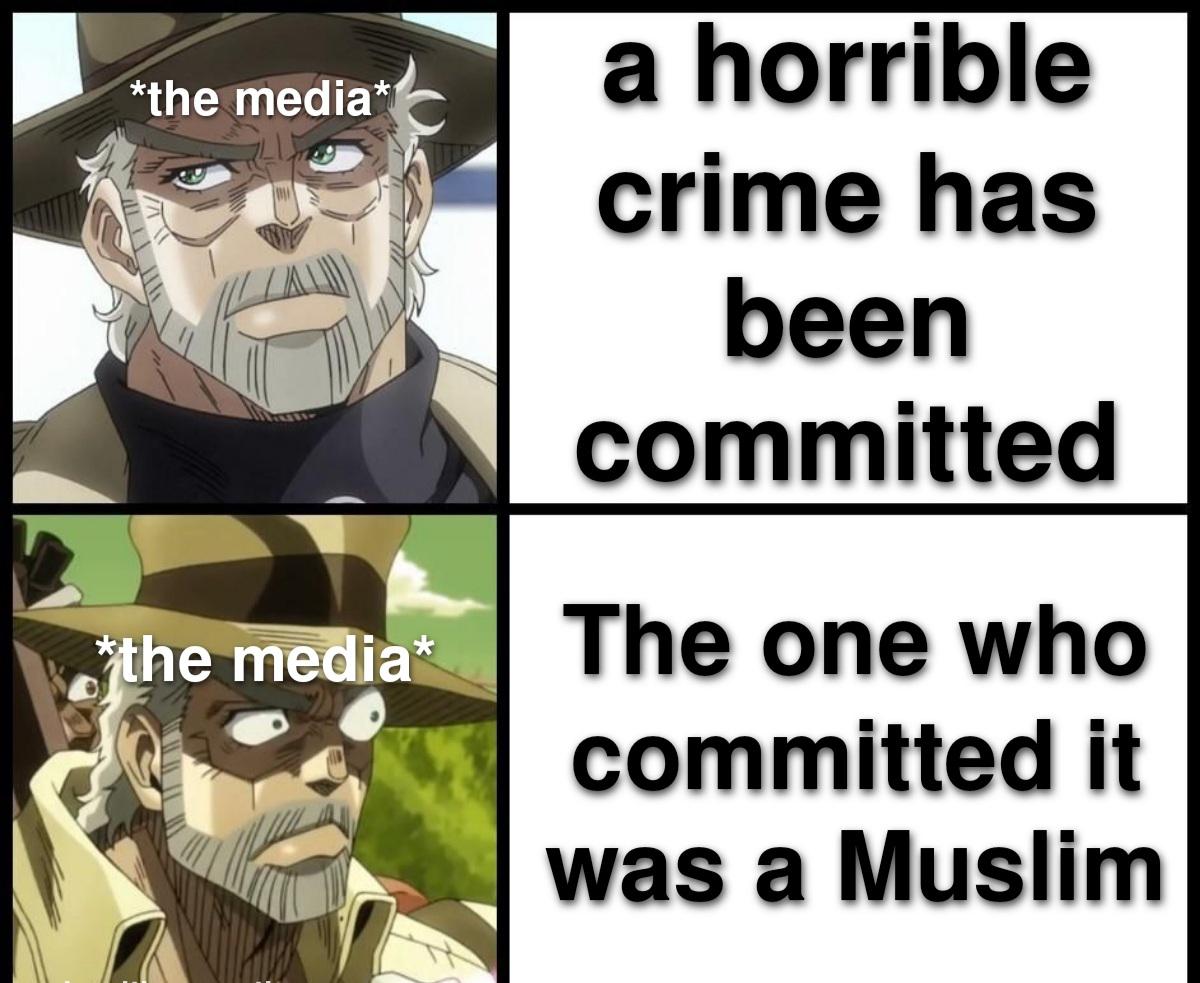 *the media*
a horrible
crime has
been
committed
*the media*
The one who
committed it
was a Muslim